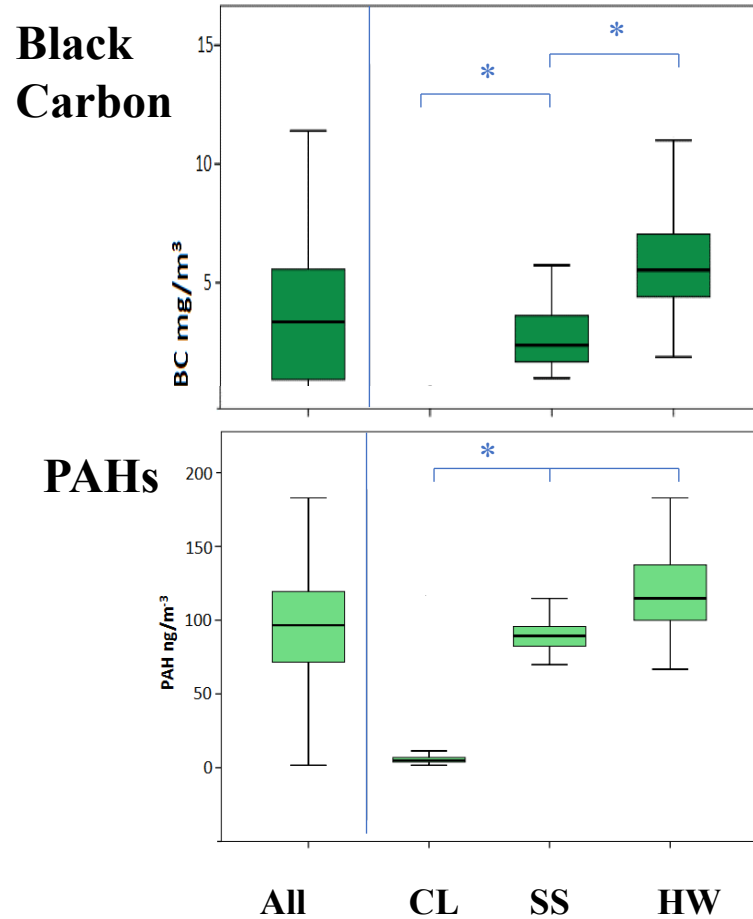 Black
Carbon
15
*
*
10
5
BC mg/m³
PAHs
200
*
150
100
50
0
PAH ng/m⁻³
All CL SS HW